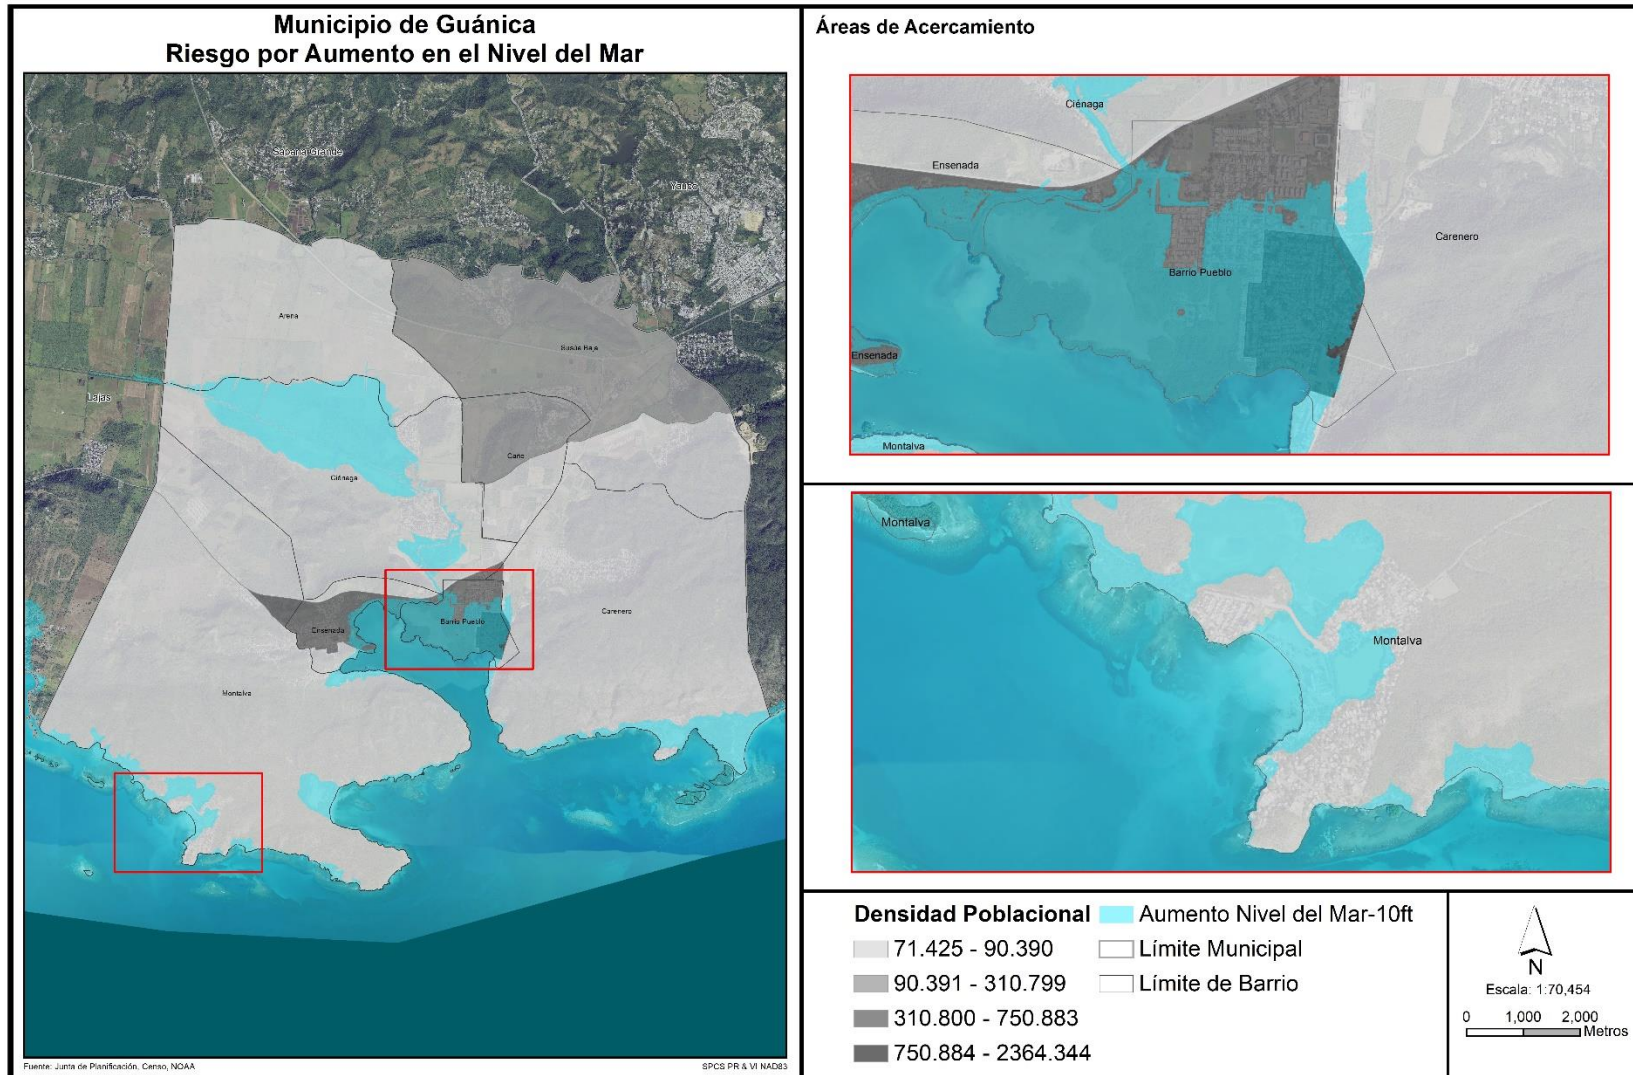 Municipio de Guánica
Riesgo por Aumento en el Nivel del Mar
Sabana Grande
Yauco
Arena
Susúa Baja
Lajas
Caño
Ciénaga
Carenero
Ensenada
Barrio Pueblo
Montalva
Fuente: Junta de Planificación, Censo, NOAA
SPCS PR & VI NAD83
Áreas de Acercamiento
Ciénaga
Ensenada
Carenero
Barrio Pueblo
Ensenada
Montalva
Montalva
Montalva
Densidad Poblacional
71.425 - 90.390
90.391 - 310.799
310.800 - 750.883
750.884 - 2364.344
Aumento Nivel del Mar-10ft
Límite Municipal
Límite de Barrio
N
Escala: 1:70,454
0 1,000 2,000
Metros